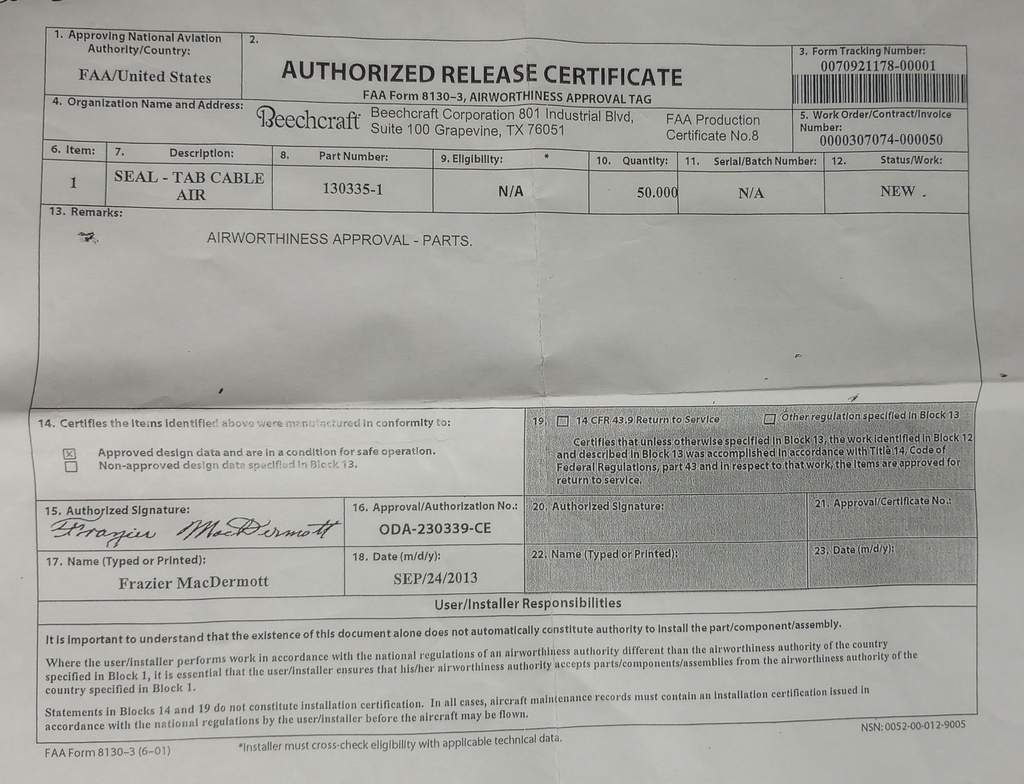 1. Approving National Aviation
Authority/Country:
FAA/United States
2.
AUTHORIZED RELEASE CERTIFICATE
FAA Form 8130-3, AIRWORTHINESS APPROVAL TAG
3. Form Tracking Number:
0070921178-00001
4. Organization Name and Address:
Beechcraft
Beechcraft Corporation 801 Industrial Blvd,
Suite 100 Grapevine, TX 76051
FAA Production
Certificate No.8
5. Work Order/Contract/Invoice
Number:
0000307074-000050
6. Item:
1
7. Description:
SEAL - TAB CABLE
AIR
8. Part Number:
130335-1
9. Eligibility: *
N/A
10. Quantity:
50.000
11. Serial/Batch Number:
N/A
12. Status/Work:
NEW .
13. Remarks:
AIRWORTHINESS APPROVAL - PARTS.
14. Certifies the items identified above were manufactured in conformity to:
Approved design data and are in a condition for safe operation.
Non-approved design data specified in Block 13.
19. 14 CFR 43.9 Return to Service Other regulation specified in Block 13
Certifies that unless otherwise specified in Block 13, the work identified in Block 12
and described in Block 13 was accomplished in accordance with Title 14, Code of
Federal Regulations, part 43 and in respect to that work, the items are approved for
return to service.
15. Authorized Signature:
Frazier MacDermott
16. Approval/Authorization No.:
ODA-230339-CE
20. Authorized Signature:
21. Approval/Certificate No.:
17. Name (Typed or Printed):
Frazier MacDermott
18. Date (m/d/y):
SEP/24/2013
22. Name (Typed or Printed):
23. Date (m/d/y):
User/Installer Responsibilities
It is important to understand that the existence of this document alone does not automatically constitute authority to install the part/component/assembly.
Where the user/installer performs work in accordance with the national regulations of an airworthiness authority different than the airworthiness authority of the country
specified in Block 1, it is essential that the user/installer ensures that his/her airworthiness authority accepts parts/components/assemblies from the airworthiness authority of the
country specified in Block 1.
Statements in Blocks 14 and 19 do not constitute installation certification. In all cases, aircraft maintenance records must contain an installation certification issued in
accordance with the national regulations by the user/installer before the aircraft may be flown.
FAA Form 8130-3 (6-01)
*Installer must cross-check eligibility with applicable technical data.
NSN: 0052-00-012-9005